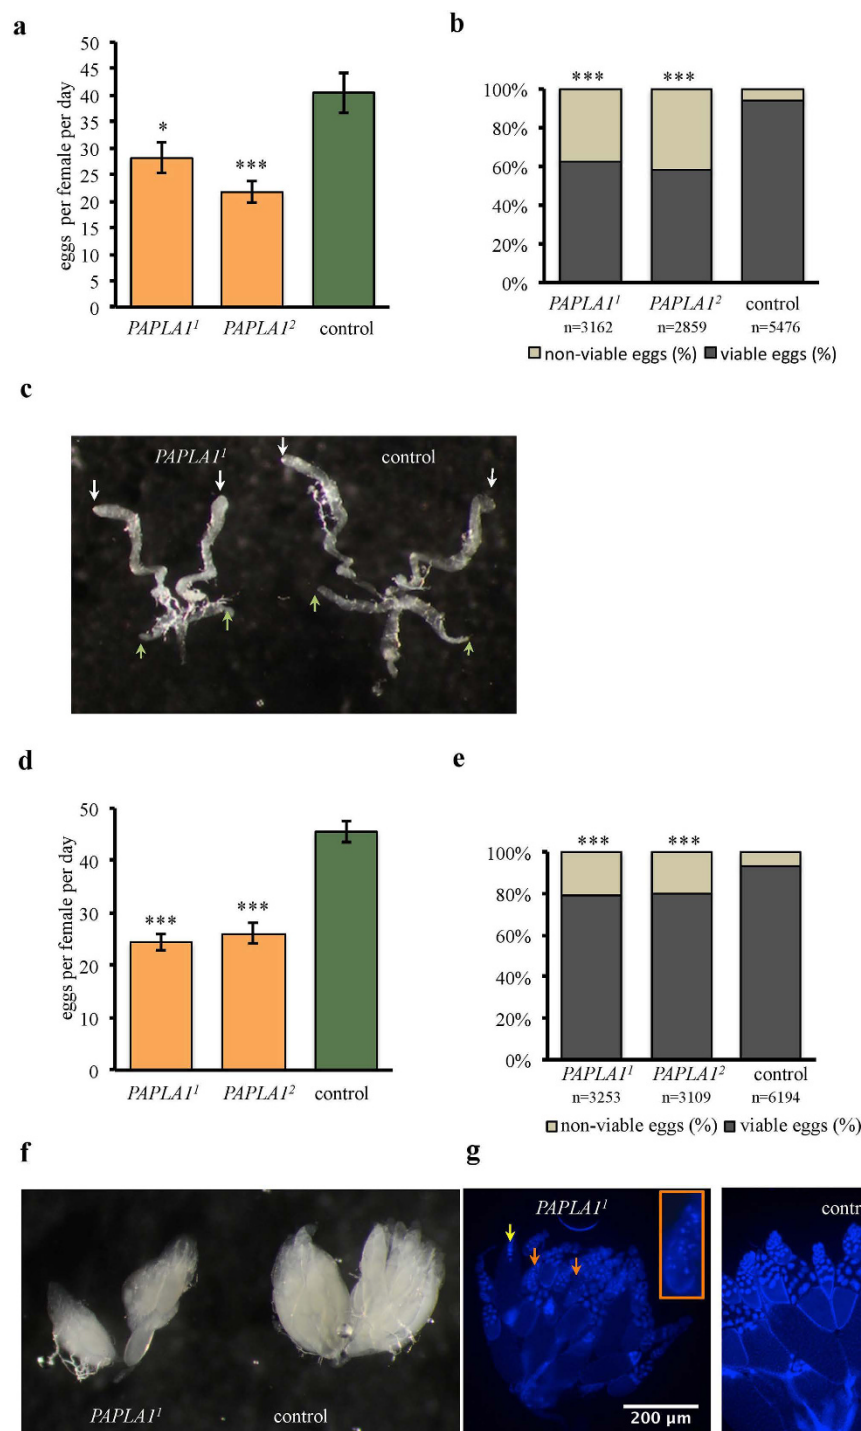 a
50
45
40
35
30
25
20
15
10
5
0
eggs per female per day
*
***
PAPLA1¹
PAPLA1²
control
b
***
***
100%
80%
60%
40%
20%
0%
PAPLA1¹
PAPLA1²
control
n=3162
n=2859
n=5476
non-viable eggs (%)
viable eggs (%)
c
PAPLA1¹
control
d
50
40
30
20
10
0
eggs per female per day
***
***
PAPLA1¹
PAPLA1²
control
e
***
***
100%
80%
60%
40%
20%
0%
PAPLA1¹
PAPLA1²
control
n=3253
n=3109
n=6194
non-viable eggs (%)
viable eggs (%)
f
PAPLA1¹
control
g
PAPLA1¹
200 µm
contr